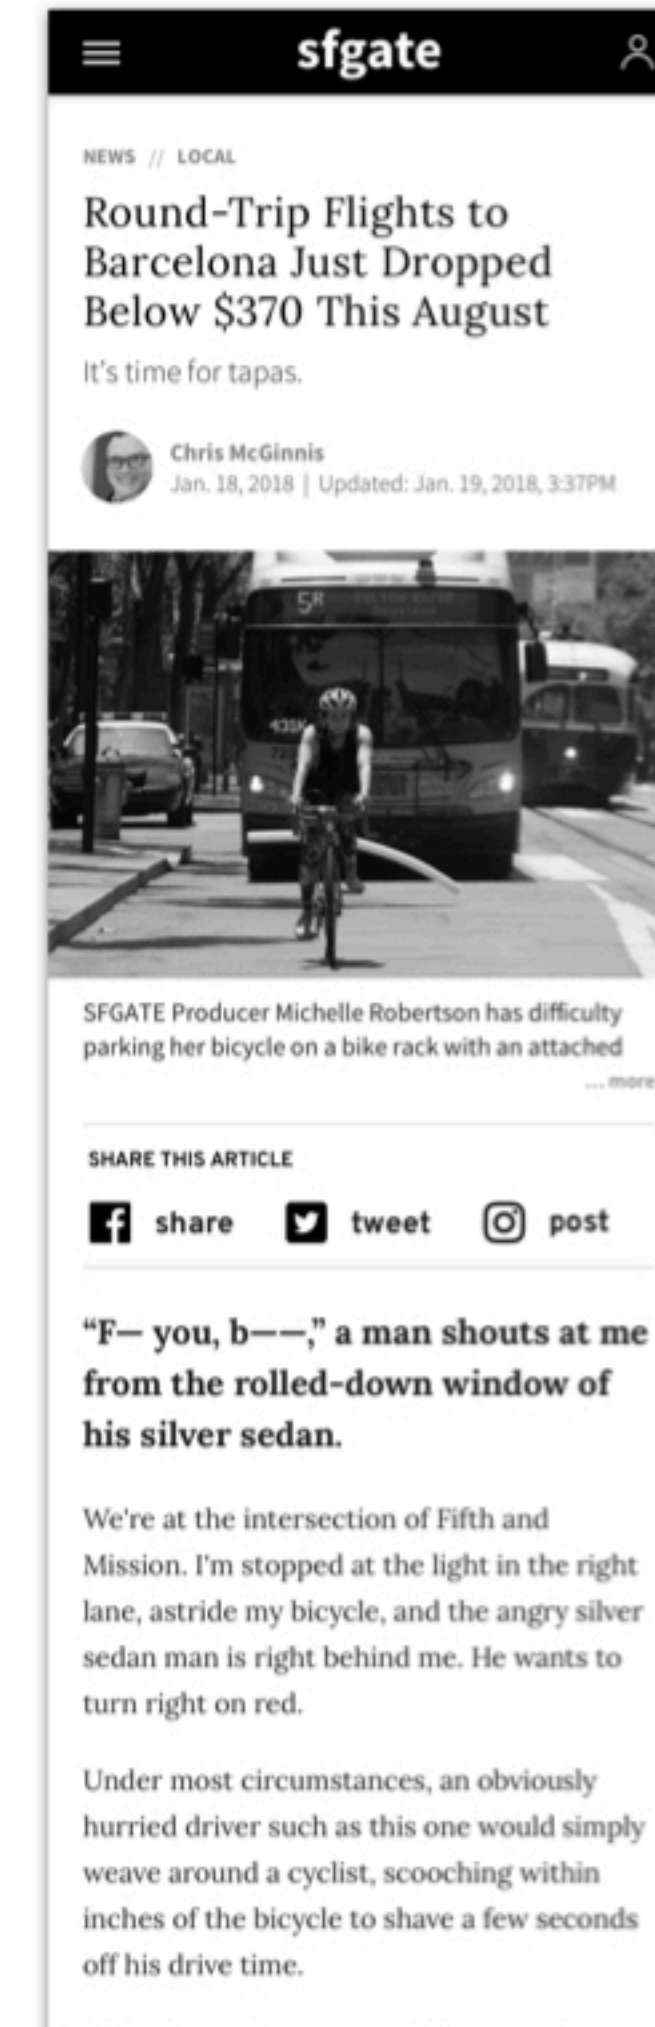 sfgate
NEWS // LOCAL
Round-Trip Flights to
Barcelona Just Dropped
Below $370 This August
It's time for tapas.
Chris McGinnis
Jan. 18, 2018 | Updated: Jan. 19, 2018, 3:37PM
5R
SFGATE Producer Michelle Robertson has difficulty
parking her bicycle on a bike rack with an attached
... more
SHARE THIS ARTICLE
share tweet post
“F— you, b——,” a man shouts at me
from the rolled-down window of
his silver sedan.
We're at the intersection of Fifth and
Mission. I'm stopped at the light in the right
lane, astride my bicycle, and the angry silver
sedan man is right behind me. He wants to
turn right on red.
Under most circumstances, an obviously
hurried driver such as this one would simply
weave around a cyclist, scooching within
inches of the bicycle to shave a few seconds
off his drive time.